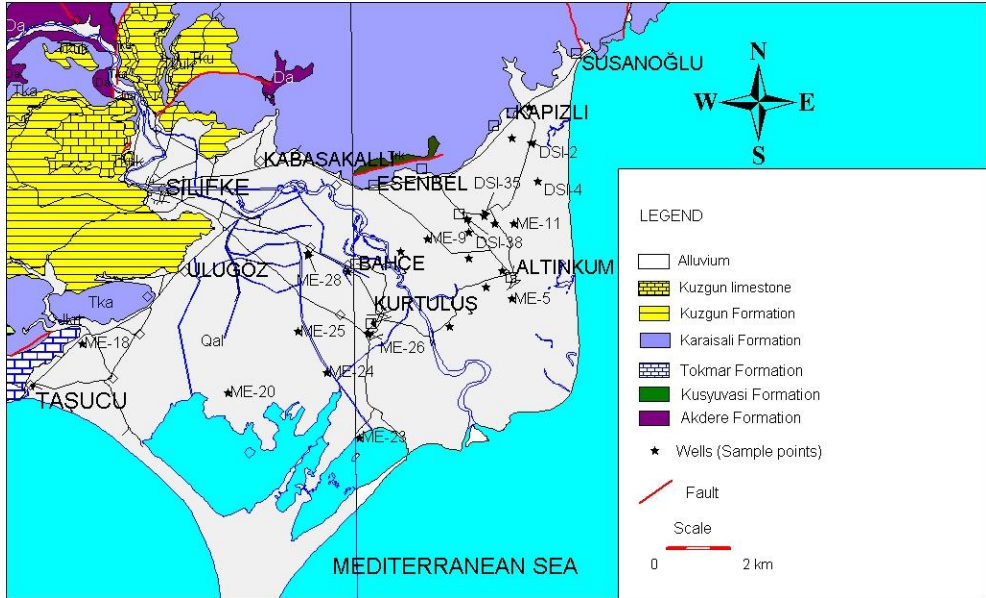 Da
Tka
Tku
Da
SUSANOĞLU
N
W
E
S
KAPIZLI
DSI-2
KABASAKALLI
ESENBEL
DSI-35
DSI-4
SİLİFKE
ME-9
ME-11
DSI-38
ULUGÖZ
BAHÇE
ALTINKUM
ME-28
ME-5
Tka
KURTULUŞ
ME-25
ME-26
Qal
ME-18
ME-24
ME-20
TAŞUCU
ME-23
MEDITERRANEAN SEA
LEGEND
Alluvium
Kuzgun limestone
Kuzgun Formation
Karaisali Formation
Tokmar Formation
Kusyuvasi Formation
Akdere Formation
Wells (Sample points)
Fault
Scale
0 2 km